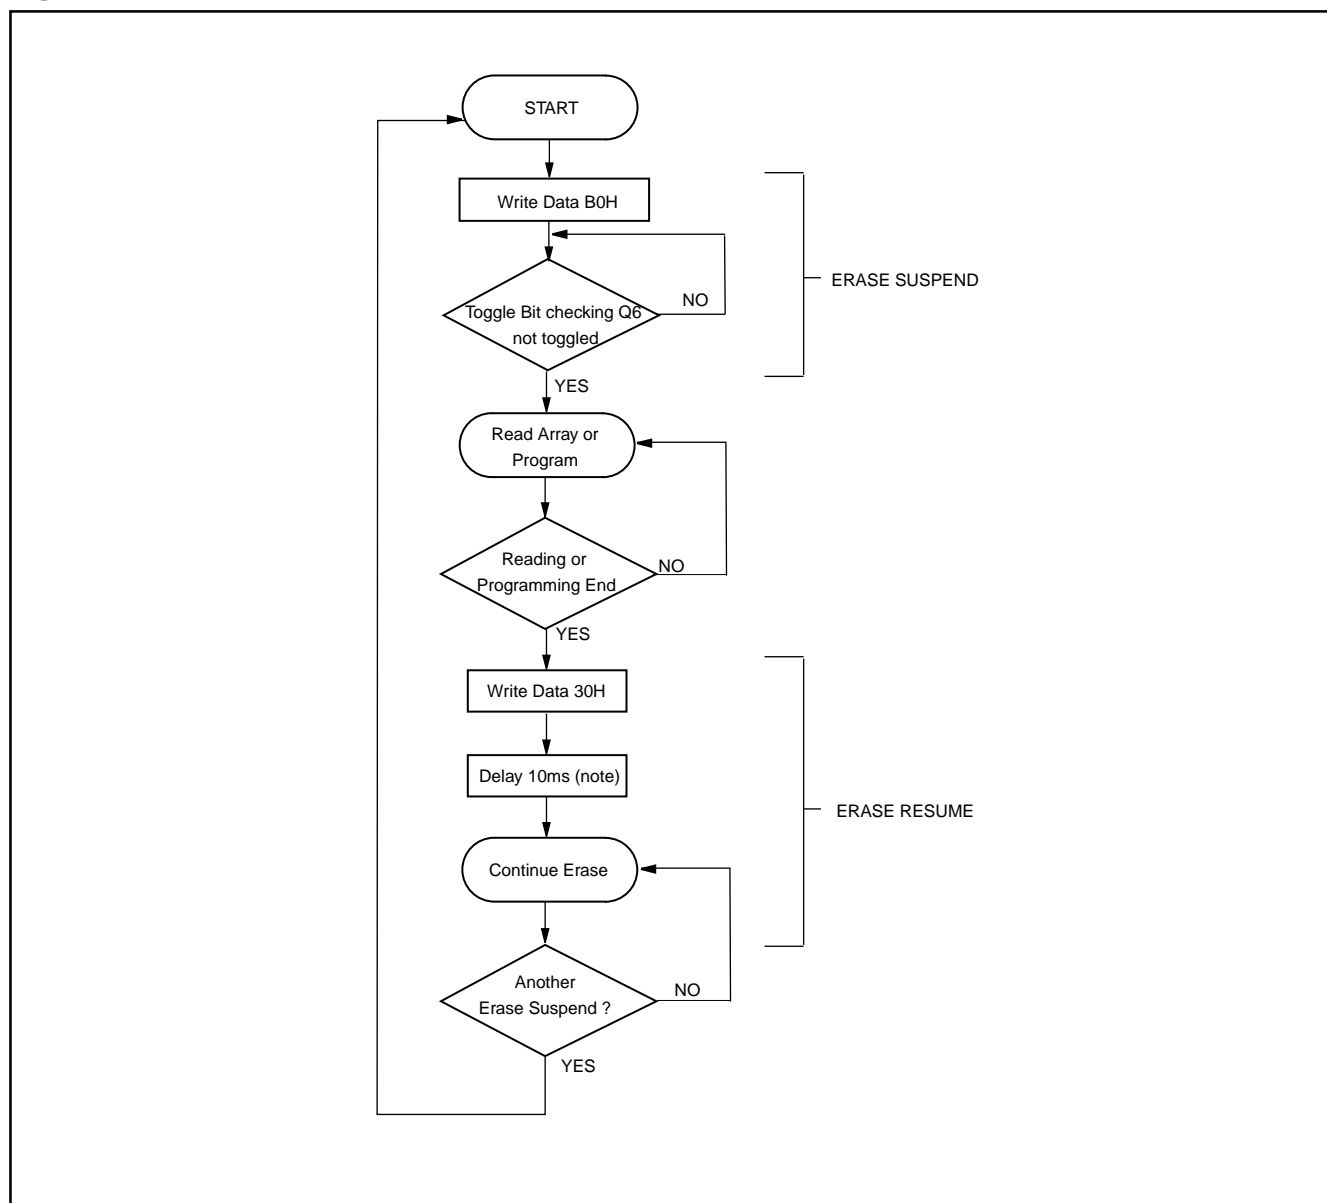 START
Write Data B0H
ERASE SUSPEND
NO
Toggle Bit checking Q6
not toggled
YES
Read Array or
Program
Reading or
NO
Programming End
YES
Write Data 30H
Delay 10ms (note)
ERASE RESUME
Continue Erase
Another
NO
Erase Suspend ?
YES